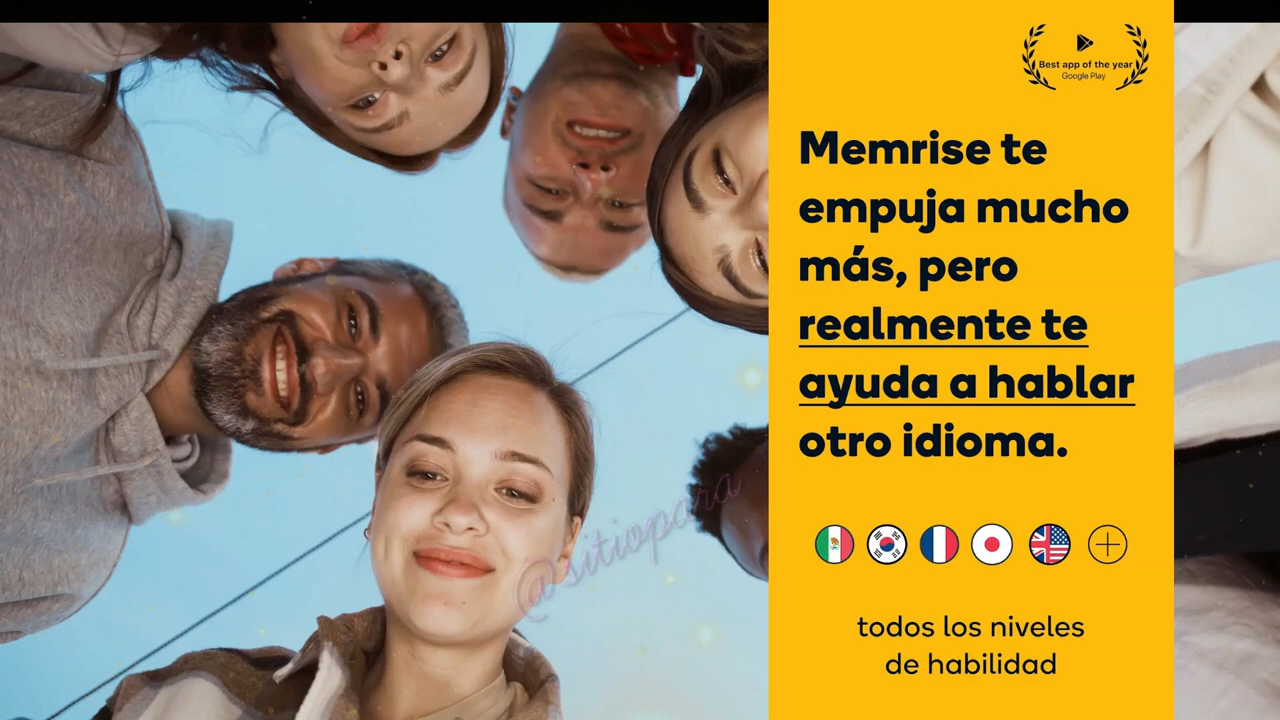 Best app of the year
Google Play
Memrise te
empuja mucho
más, pero
realmente te
ayuda a hablar
otro idioma.
@sitiopara
todos los niveles
de habilidad